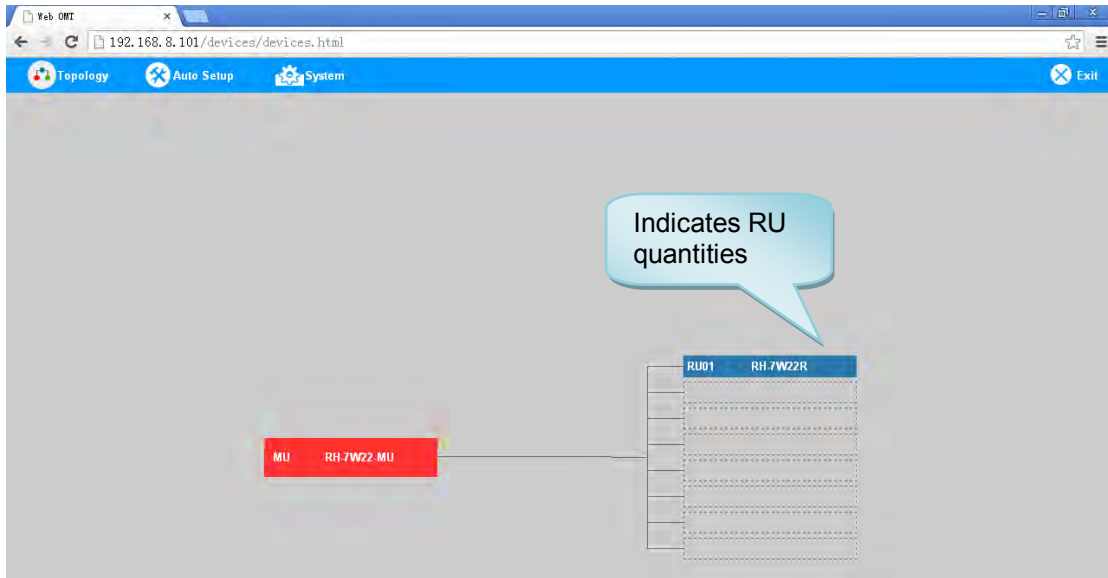 Web OMT
192.168.8.101/devices/devices.html
Topology Auto Setup System Exit
Indicates RU
quantities
RU01 RH-7W22R
MU RH-7W22-MU